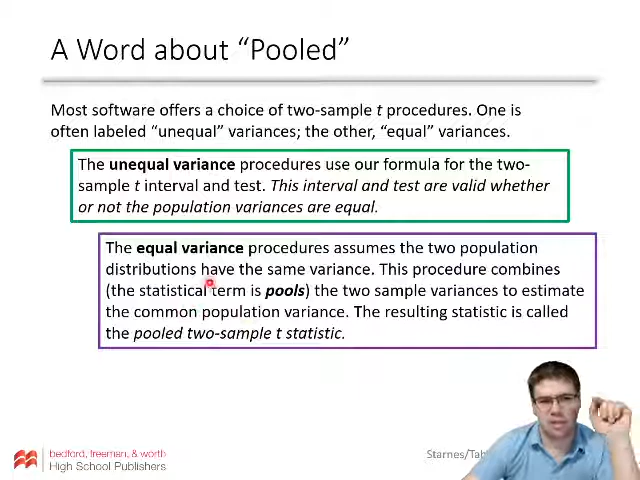 A Word about “Pooled”
Most software offers a choice of two-sample t procedures. One is
often labeled “unequal” variances; the other, “equal” variances.
The unequal variance procedures use our formula for the two-
sample t interval and test. This interval and test are valid whether
or not the population variances are equal.
The equal variance procedures assumes the two population
distributions have the same variance. This procedure combines
(the statistical term is pools) the two sample variances to estimate
the common population variance. The resulting statistic is called
the pooled two-sample t statistic.
bedford, freeman, & worth
High School Publishers